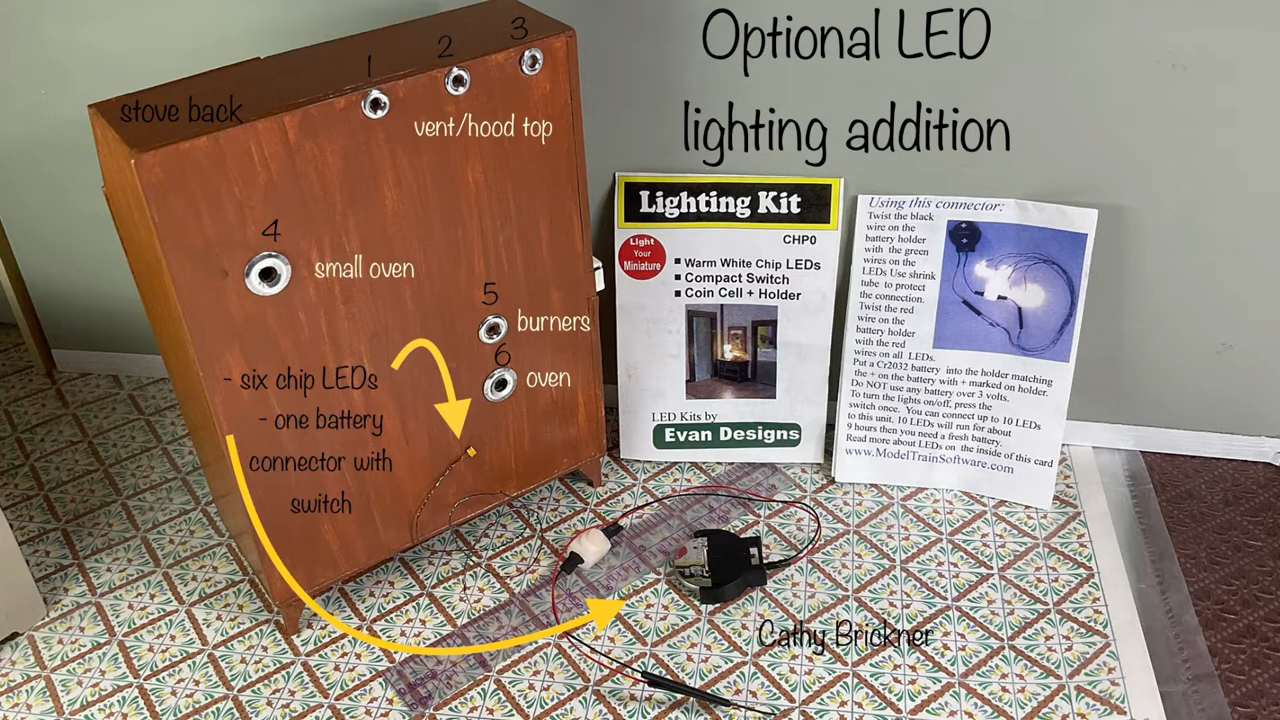 Optional LED
lighting addition
1
2
3
stove back
vent/hood top
4
small oven
5
burners
6
oven
- six chip LEDs
- one battery
connector with
switch
Lighting Kit
CHP0
Light
Your
Miniature
Warm White Chip LEDs
Compact Switch
Coin Cell + Holder
LED Kits by
Evan Designs
Using this connector:
Twist the black
wire on the
battery holder
with the green
wires on the
LEDs Use shrink
tube to protect
the connection.
Twist the red
wire on the
battery holder
with the red
wires on all LEDs.
Put a Cr2032 battery into the holder matching
the + on the battery with + marked on holder.
Do NOT use any battery over 3 volts.
To turn the lights on/off, press the
switch once. You can connect up to 10 LEDs
to this unit. 10 LEDs will run for about
9 hours then you need a fresh battery.
Read more about LEDs on the inside of this card
www.ModelTrainSoftware.com
Cathy Brickner